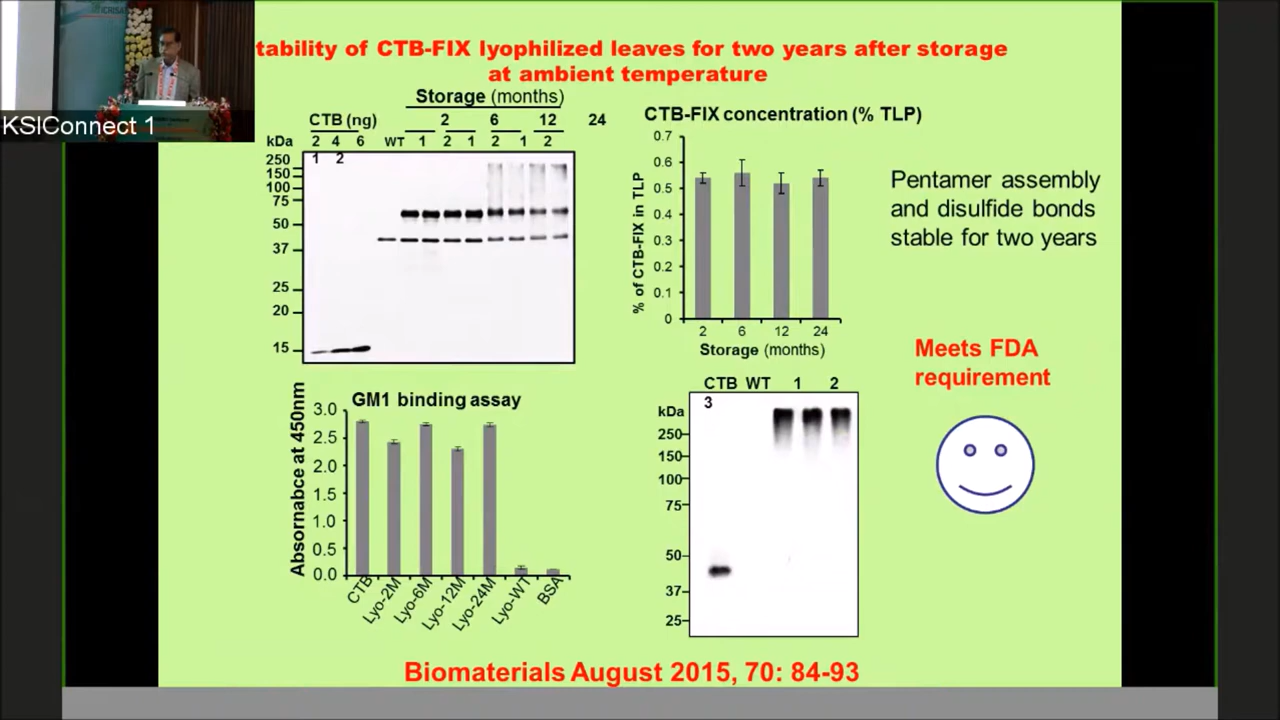 CRISA
KSIConnect 1
tability of CTB-FIX lyophilized leaves for two years after storage
at ambient temperature
Storage (months)
CTB (ng) 2 6 12 24
kDa 2 4 6 WT 1 2 1 2 1 2
1 2
250
150
100
75
50
37
25
20
15
CTB-FIX concentration (% TLP)
% of CTB-FIX in TLP
0.7
0.6
0.5
0.4
0.3
0.2
0.1
0
2 6 12 24
Storage (months)
Pentamer assembly
and disulfide bonds
stable for two years
Meets FDA
requirement
GM1 binding assay
Absornabce at 450nm
3.0
2.5
2.0
1.5
1.0
0.5
0.0
CTB Lyo-2M Lyo-6M Lyo-12M Lyo-24M Lyo-WT BSA
CTB WT 1 2
3
kDa
250
150
100
75
50
37
25
Biomaterials August 2015, 70: 84-93